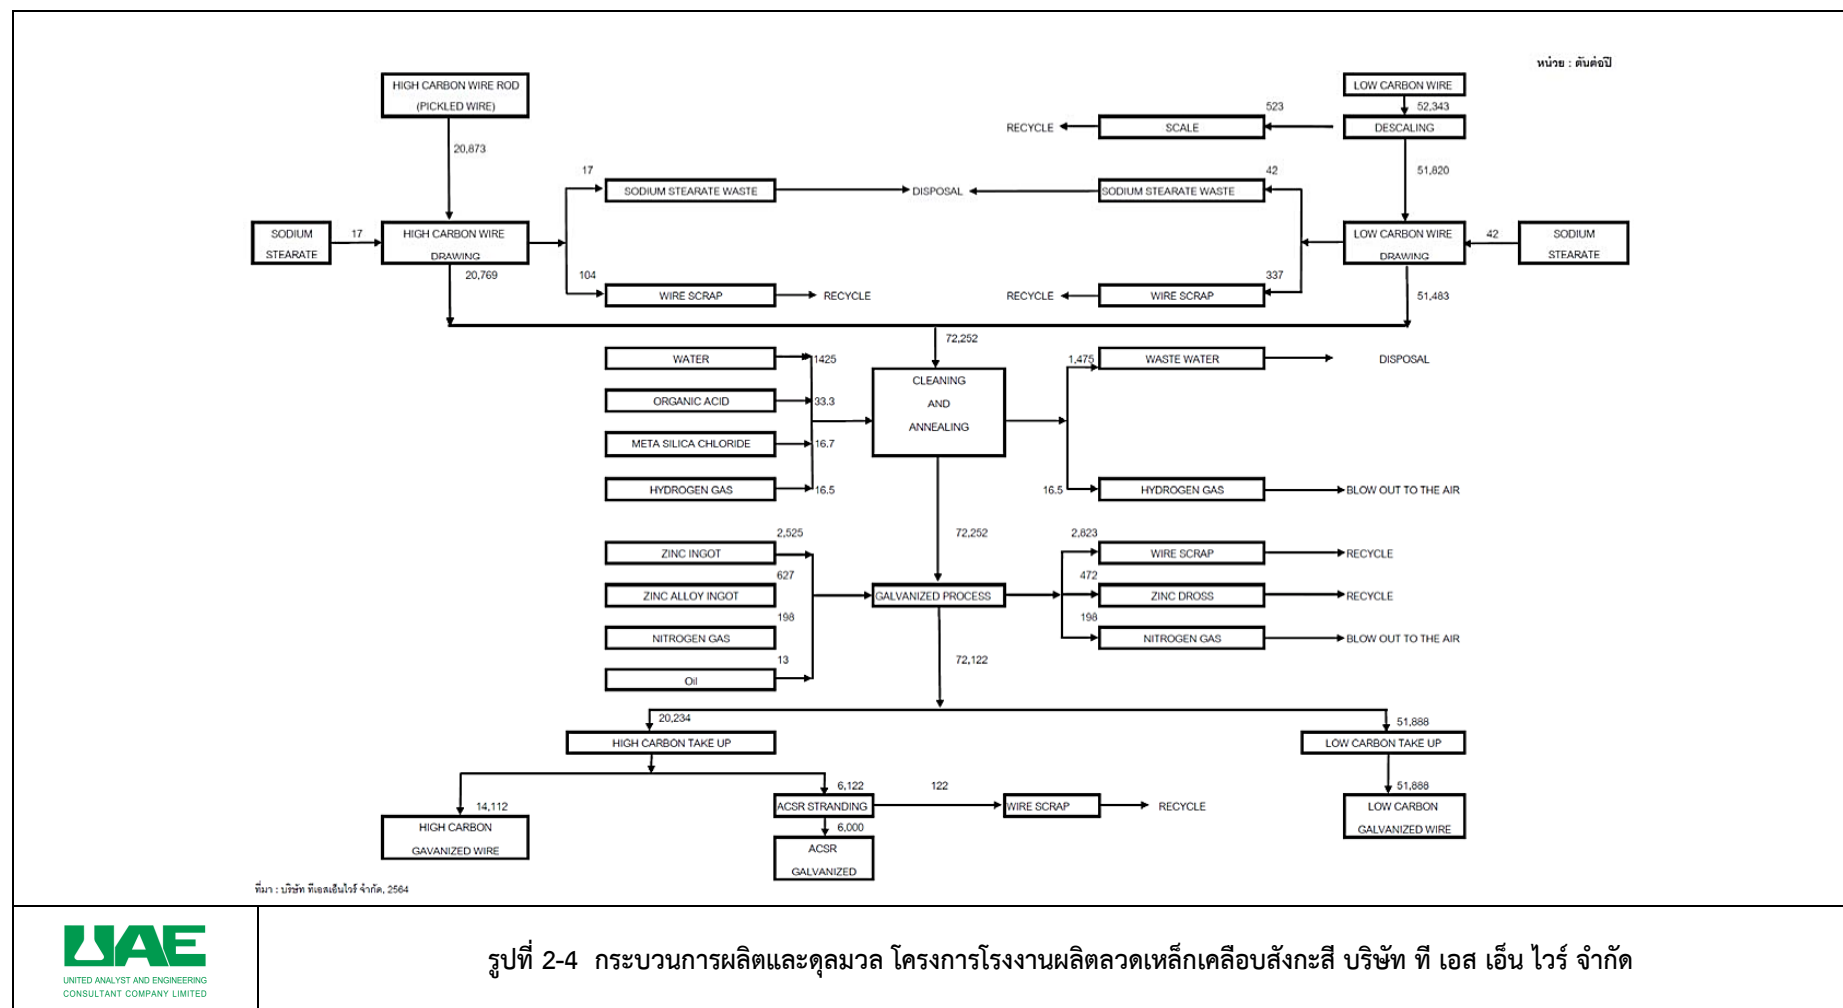 หน่วย : ตันต่อปี
HIGH CARBON WIRE ROD
(PICKLED WIRE)
LOW CARBON WIRE
52,343
523
RECYCLE
SCALE
DESCALING
20,873
17
SODIUM STEARATE WASTE
DISPOSAL
42
SODIUM STEARATE WASTE
51,820
SODIUM
STEARATE
17
HIGH CARBON WIRE
DRAWING
LOW CARBON WIRE
DRAWING
42
SODIUM
STEARATE
20,769
104
WIRE SCRAP
RECYCLE
RECYCLE
337
WIRE SCRAP
51,483
72,252
WATER
1425
ORGANIC ACID
33.3
META SILICA CHLORIDE
16.7
HYDROGEN GAS
16.5
CLEANING
AND
ANNEALING
1,475
WASTE WATER
DISPOSAL
16.5
HYDROGEN GAS
BLOW OUT TO THE AIR
72,252
2,525
ZINC INGOT
627
ZINC ALLOY INGOT
198
NITROGEN GAS
13
Oil
GALVANIZED PROCESS
2,823
WIRE SCRAP
RECYCLE
472
ZINC DROSS
RECYCLE
198
NITROGEN GAS
BLOW OUT TO THE AIR
72,122
20,234
HIGH CARBON TAKE UP
51,888
LOW CARBON TAKE UP
14,112
HIGH CARBON
GAVANIZED WIRE
6,122
ACSR STRANDING
122
WIRE SCRAP
RECYCLE
6,000
ACSR
GALVANIZED
51,888
LOW CARBON
GALVANIZED WIRE
ที่มา : บริษัท ทีเอสเอ็นไวร์ จำกัด, 2564
UAE
UNITED ANALYST AND ENGINEERING
CONSULTANT COMPANY LIMITED
รูปที่ 2-4 กระบวนการผลิตและดุลมวล โครงการโรงงานผลิตลวดเหล็กเคลือบสังกะสี บริษัท ที เอส เอ็น ไวร์ จำกัด